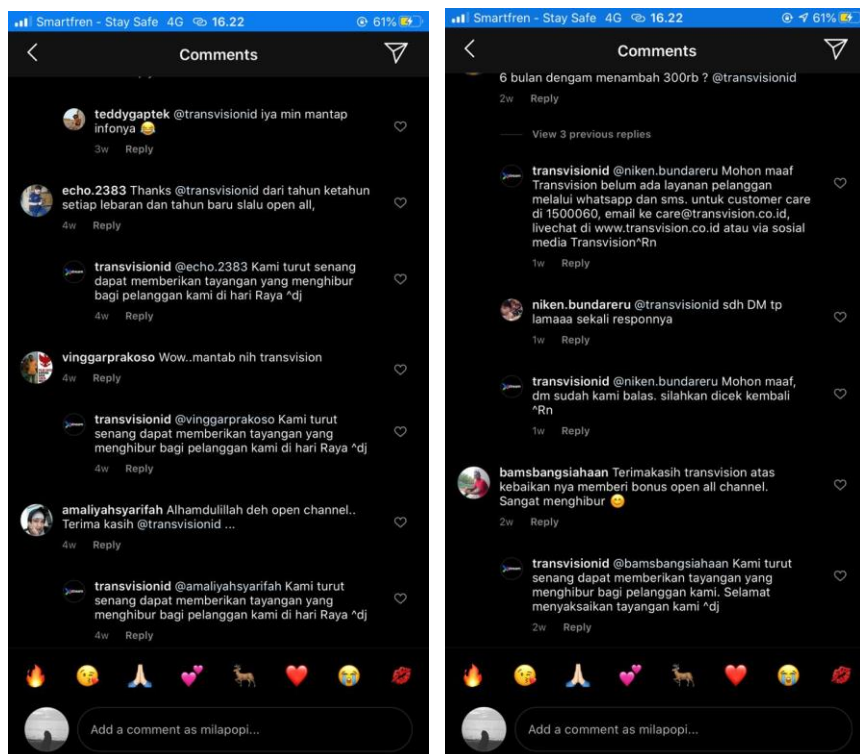 Smartfren - Stay Safe 4G 16.22 61%
Comments
teddygaptek @transvisionid iya min mantap
infonya 😂
3w Reply
echo.2383 Thanks @transvisionid dari tahun ketahun
setiap lebaran dan tahun baru slalu open all,
4w Reply
transvisionid @echo.2383 Kami turut senang
dapat memberikan tayangan yang menghibur
bagi pelanggan kami di hari Raya ^dj
4w Reply
vinggarprakoso Wow..mantab nih transvision
4w Reply
transvisionid @vinggarprakoso Kami turut
senang dapat memberikan tayangan yang
menghibur bagi pelanggan kami di hari Raya ^dj
4w Reply
amaliyahsyarifah Alhamdulillah deh open channel..
Terima kasih @transvisionid ...
4w Reply
transvisionid @amaliyahsyarifah Kami turut
senang dapat memberikan tayangan yang
menghibur bagi pelanggan kami di hari Raya ^dj
4w Reply
Add a comment as milapopi...
Smartfren - Stay Safe 4G 16.22 61%
Comments
6 bulan dengam menambah 300rb ? @transvisionid
2w Reply
View 3 previous replies
transvisionid @niken.bundareru Mohon maaf
Transvision belum ada layanan pelanggan
melalui whatsapp dan sms. untuk customer care
di 1500060, email ke care@transvision.co.id,
livechat di www.transvision.co.id atau via sosial
media Transvision^Rn
1w Reply
niken.bundareru @transvisionid sdh DM tp
lamaaa sekali responnya
1w Reply
transvisionid @niken.bundareru Mohon maaf,
dm sudah kami balas. silahkan dicek kembali
^Rn
1w Reply
bamsbangsiahaan Terimakasih transvision atas
kebaikan nya memberi bonus open all channel.
Sangat menghibur 😊
2w Reply
transvisionid @bamsbangsiahaan Kami turut
senang dapat memberikan tayangan yang
menghibur bagi pelanggan kami. Selamat
menyaksaikan tayangan kami ^dj
2w Reply
Add a comment as milapopi...